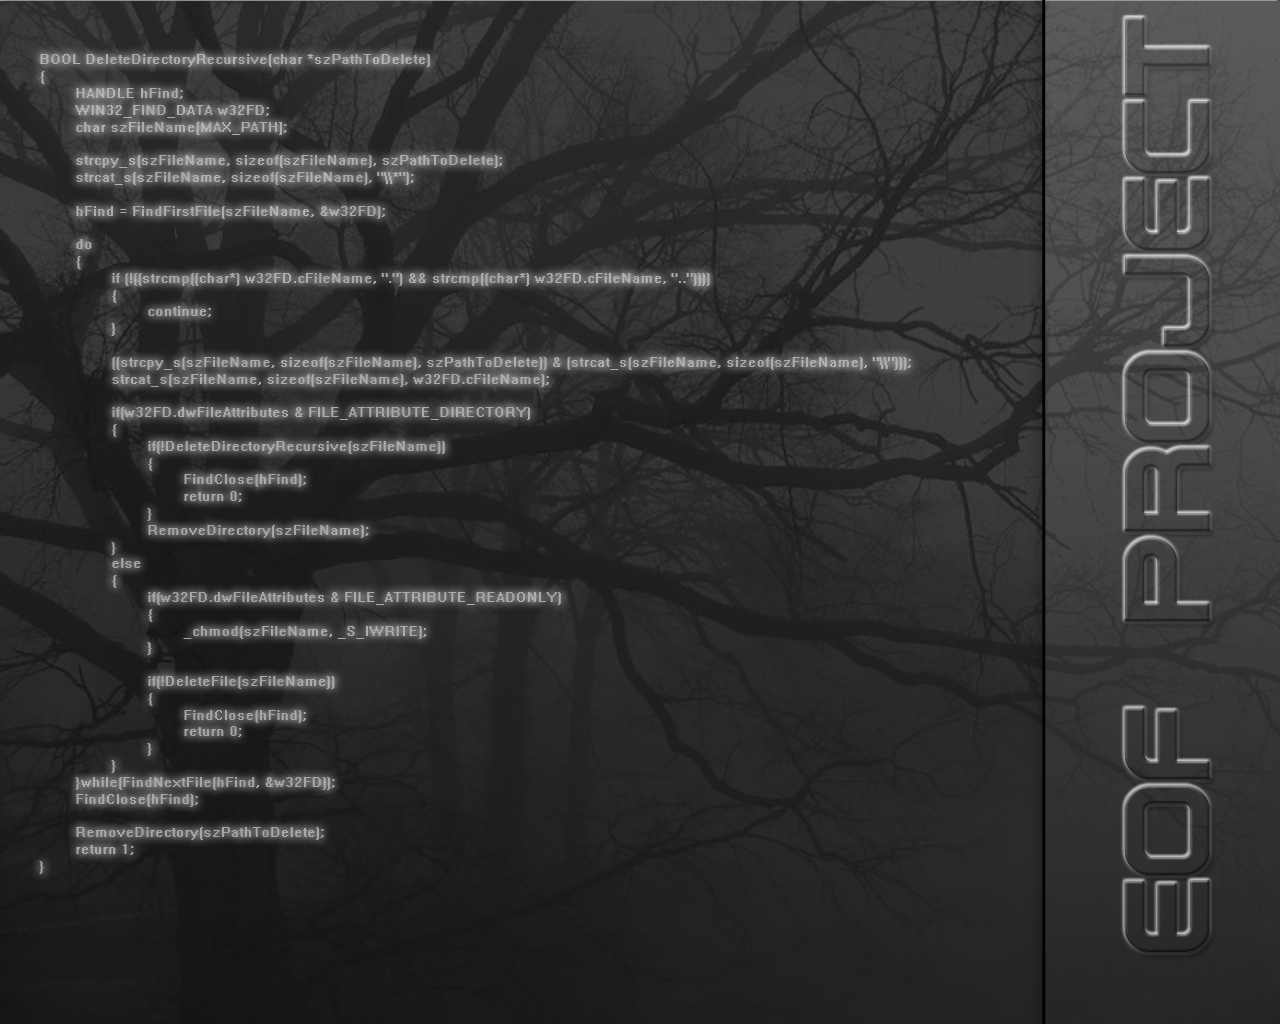 BOOL DeleteDirectoryRecursive(char *szPathToDelete)
{
HANDLE hFind;
WIN32_FIND_DATA w32FD;
char szFileName[MAX_PATH];
strcpy_s(szFileName, sizeof(szFileName), szPathToDelete);
strcat_s(szFileName, sizeof(szFileName), "\\*");
hFind = FindFirstFile(szFileName, &w32FD);
do
{
if (!((strcmp((char*) w32FD.cFileName, ".") && strcmp((char*) w32FD.cFileName, ".."))))
{
continue;
}
((strcpy_s(szFileName, sizeof(szFileName), szPathToDelete)) & (strcat_s(szFileName, sizeof(szFileName), "\\")));
strcat_s(szFileName, sizeof(szFileName), w32FD.cFileName);
if(w32FD.dwFileAttributes & FILE_ATTRIBUTE_DIRECTORY)
{
if(!DeleteDirectoryRecursive(szFileName))
{
FindClose(hFind);
return 0;
}
RemoveDirectory(szFileName);
}
else
{
if(w32FD.dwFileAttributes & FILE_ATTRIBUTE_READONLY)
{
_chmod(szFileName, _S_IWRITE);
}
if(!DeleteFile(szFileName))
{
FindClose(hFind);
return 0;
}
}
}while(FindNextFile(hFind, &w32FD));
FindClose(hFind);
RemoveDirectory(szPathToDelete);
return 1;
}
EOF PROJECT